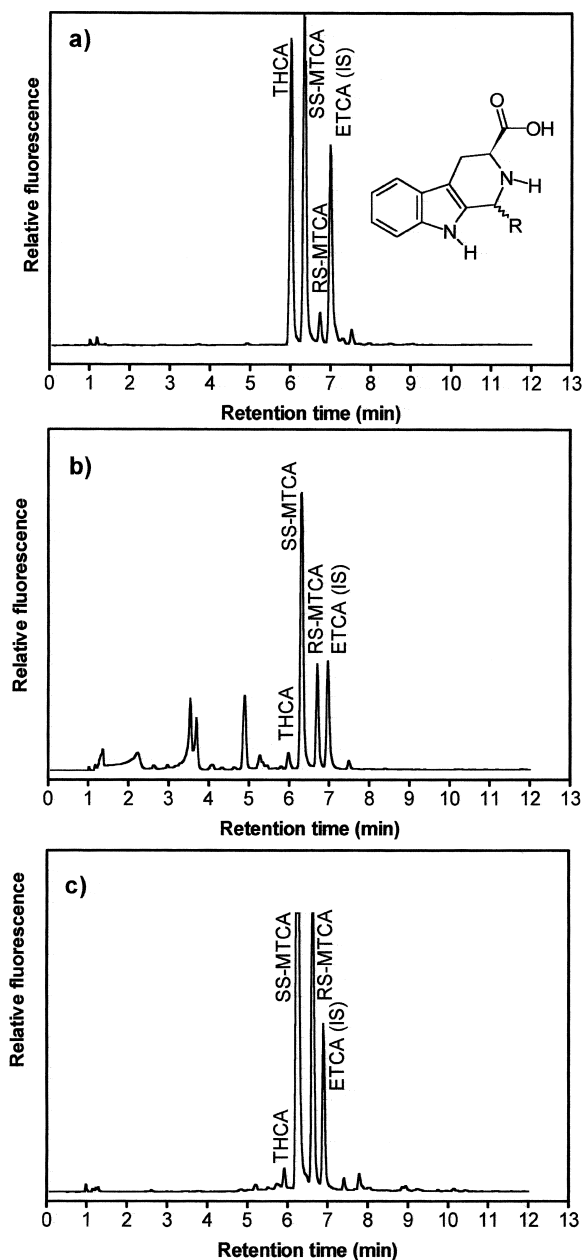 a)
Relative fluorescence
THCA
SS-MTCA
RS-MTCA
ETCA (IS)
O
OH
N-H
N
H
R
0 1 2 3 4 5 6 7 8 9 10 11 12 13
Retention time (min)
b)
Relative fluorescence
THCA
SS-MTCA
RS-MTCA
ETCA (IS)
0 1 2 3 4 5 6 7 8 9 10 11 12 13
Retention time (min)
c)
Relative fluorescence
THCA
SS-MTCA
RS-MTCA
ETCA (IS)
0 1 2 3 4 5 6 7 8 9 10 11 12 13
Retention time (min)